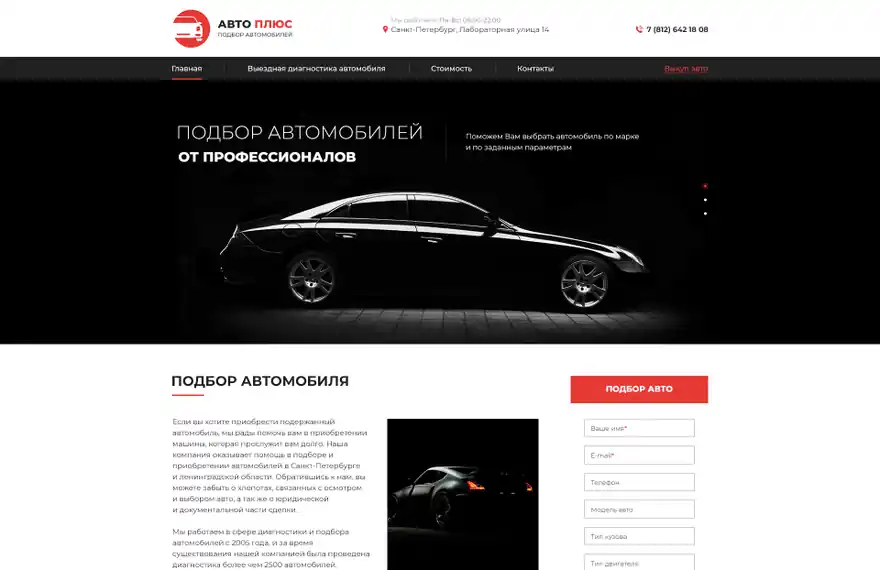 АВТО ПЛЮС
ПОДБОР АВТОМОБИЛЕЙ
Мы работаем: Пн-Вс: 09:00-22:00
Санкт-Петербург, Лабораторная улица 14
7 (812) 642 18 08
Главная
Выездная диагностика автомобиля
Стоимость
Контакты
Выкуп авто
ПОДБОР АВТОМОБИЛЕЙ
ОТ ПРОФЕССИОНАЛОВ
Поможем Вам выбрать автомобиль по марке
и по заданным параметрам
ПОДБОР АВТОМОБИЛЯ
Если вы хотите приобрести подержанный
автомобиль, мы рады помочь вам в приобретении
машины, которая прослужит вам долго. Наша
компания оказывает помощь в подборе и
приобретении автомобилей в Санкт-Петербурге
и ленинградской области. Обратившись к нам, вы
можете забыть о хлопотах, связанных с осмотром
и выбором авто, а так же о юридической
и документальной части сделки.
Мы работаем в сфере диагностики и подбора
автомобилей с 2005 года, и за время
существования нашей компанией была проведена
диагностика более чем 2500 автомобилей.
ПОДБОР АВТО
Ваше имя*
E-mail*
Телефон
Модель авто
Тип кузова
Тип двигателя